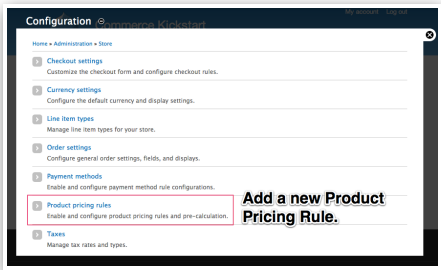 My account Log out
Configuration
Commerce Kickstart
Home » Administration » Store
Checkout settings
Customize the checkout form and configure checkout rules.
Currency settings
Configure the default currency and display settings.
Line item types
Manage line item types for your store.
Order settings
Configure general order settings, fields, and displays.
Payment methods
Enable and configure payment method rule configurations.
Product pricing rules
Enable and configure product pricing rules and pre-calculation.
Add a new Product
Pricing Rule.
Taxes
Manage tax rates and types.